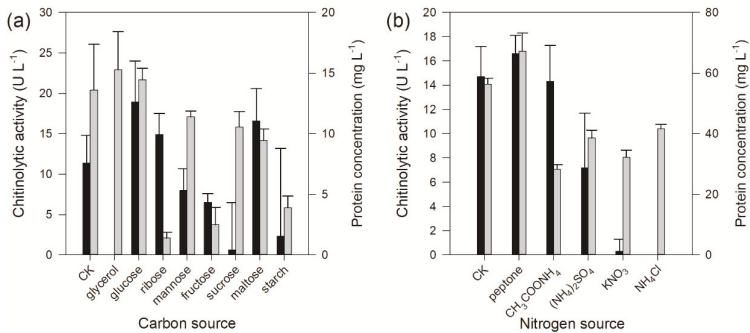 (a)
Chitinolytic activity (U L⁻¹)
30
25
20
15
10
5
0
20
15
10
5
0
Protein concentration (mg L⁻¹)
CK
glycerol
glucose
ribose
mannose
fructose
sucrose
maltose
starch
Carbon source
(b)
Chitinolytic activity (U L⁻¹)
20
18
16
14
12
10
8
6
4
2
0
80
60
40
20
0
Protein concentration (mg L⁻¹)
CK
peptone
CH₃COONH₄
(NH₄)₂SO₄
KNO₃
NH₄Cl
Nitrogen source